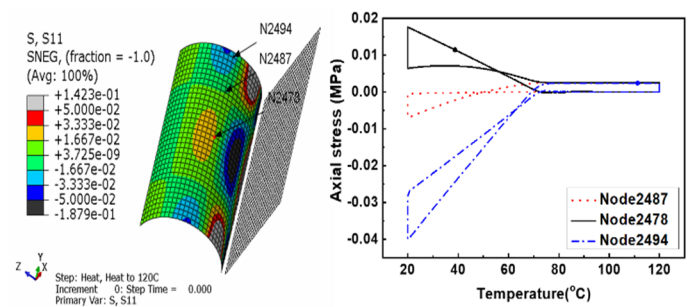 S, S11
SNEG, (fraction = -1.0)
(Avg: 100%)
+1.423e-01
+5.000e-02
+3.333e-02
+1.667e-02
+3.725e-09
-1.667e-02
-3.333e-02
-5.000e-02
-1.879e-01
N2494
N2487
N2478
Y
Z
X
Step: Heat, Heat to 120C
Increment 0: Step Time = 0.000
Primary Var: S, S11
Axial stress (MPa)
0.02
0.01
0.00
-0.01
-0.02
-0.03
-0.04
Node2487
Node2478
Node2494
20 40 60 80 100 120
Temperature(°C)